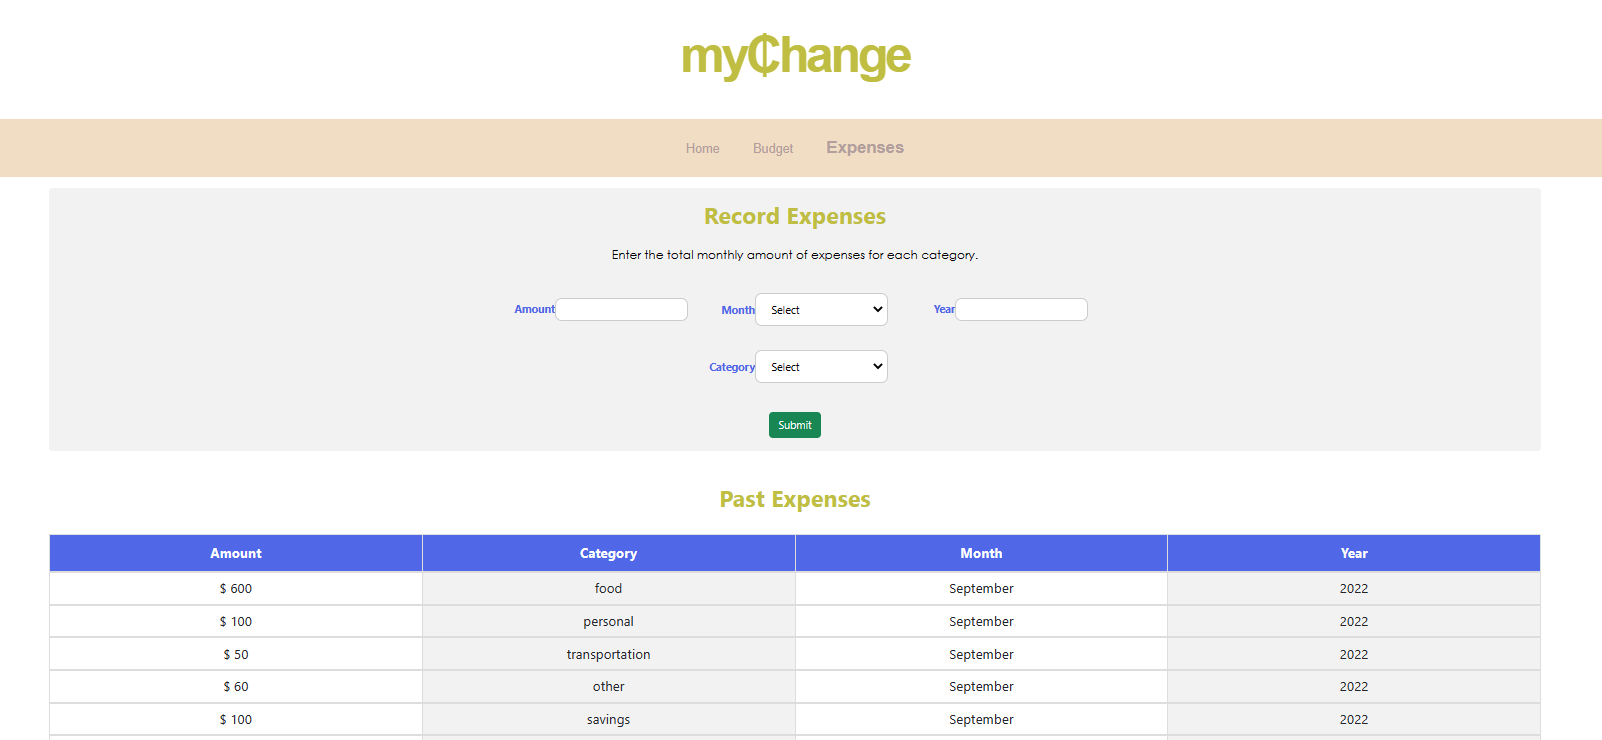 my₵hange
Home Budget Expenses
Record Expenses
Enter the total monthly amount of expenses for each category.
Amount Month Select Year
Category Select
Submit
Past Expenses
Amount Category Month Year
$ 600 food September 2022
$ 100 personal September 2022
$ 50 transportation September 2022
$ 60 other September 2022
$ 100 savings September 2022